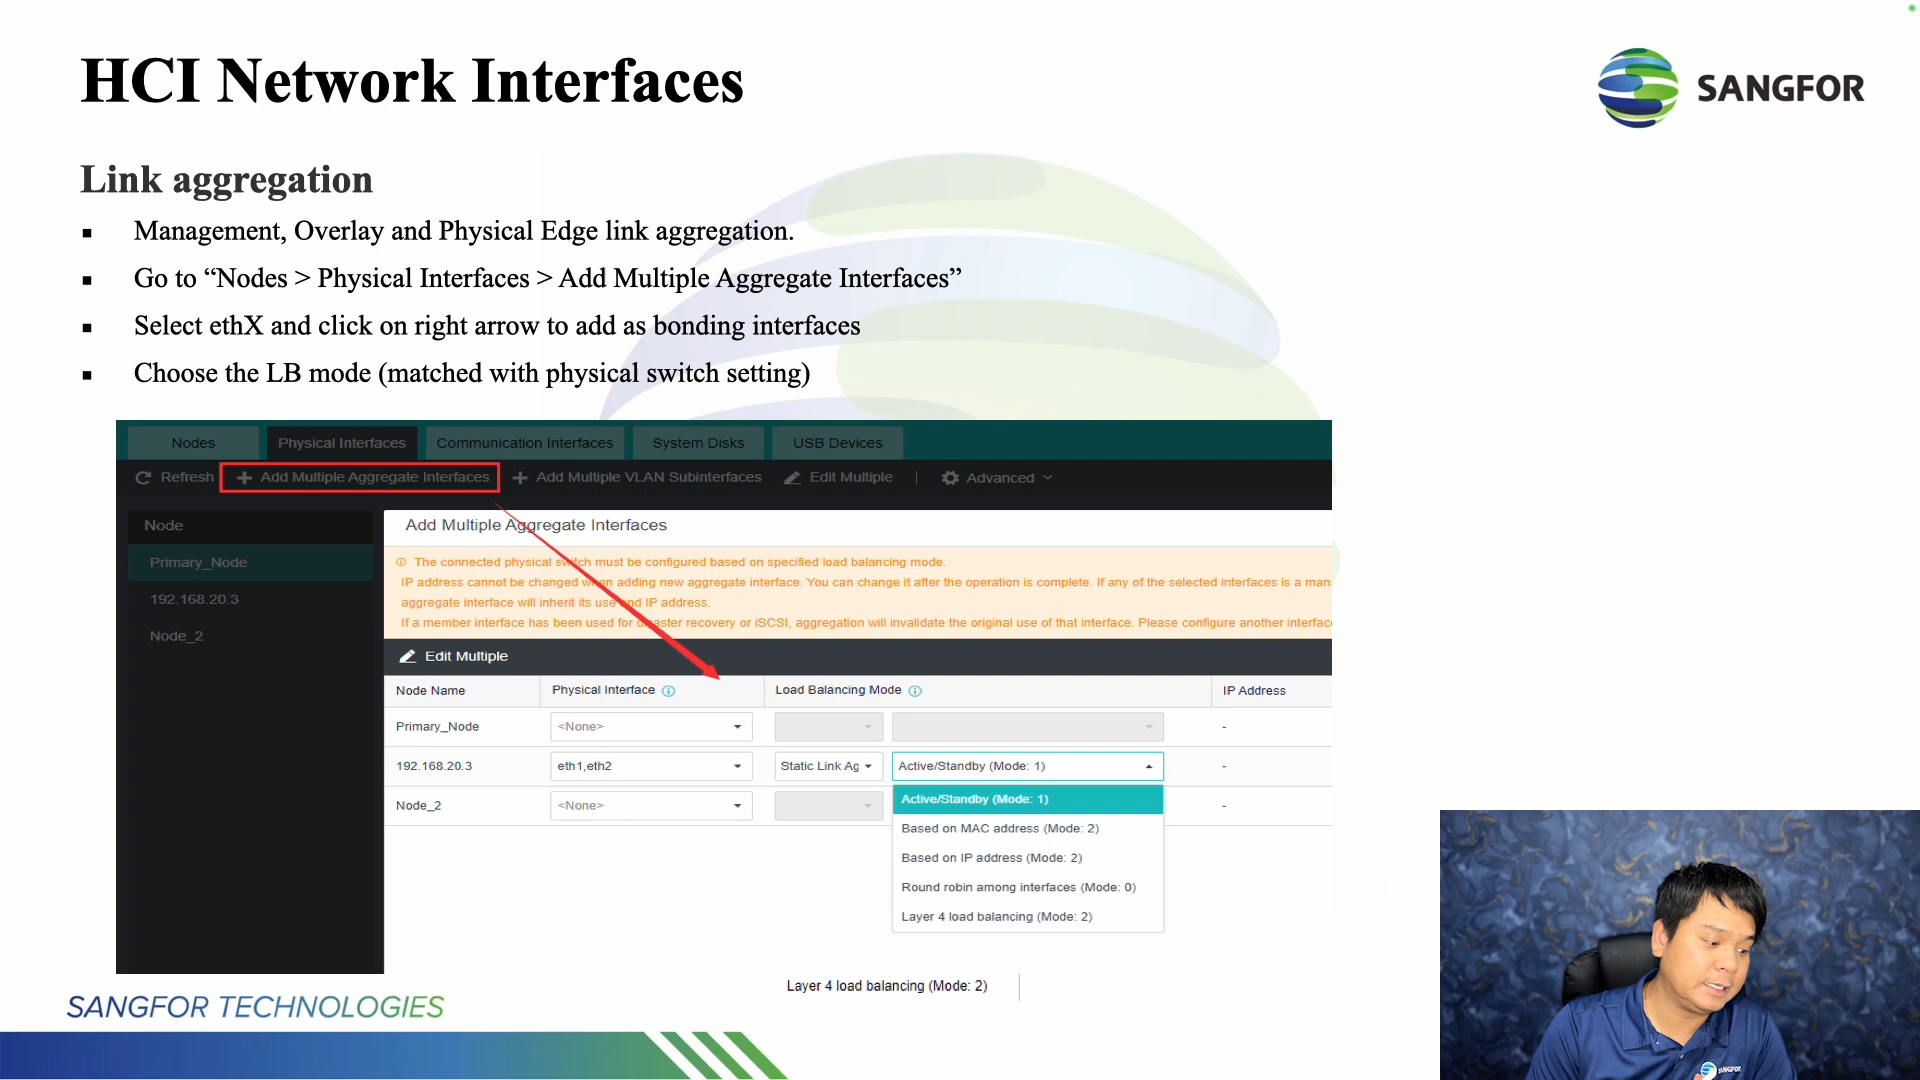 HCI Network Interfaces
SANGFOR
Link aggregation
▪ Management, Overlay and Physical Edge link aggregation.
▪ Go to “Nodes > Physical Interfaces > Add Multiple Aggregate Interfaces”
▪ Select ethX and click on right arrow to add as bonding interfaces
▪ Choose the LB mode (matched with physical switch setting)
Nodes Physical Interfaces Communication Interfaces System Disks USB Devices
Refresh Add Multiple Aggregate Interfaces Add Multiple VLAN Subinterfaces Edit Multiple | Advanced
Node
Primary_Node
192.168.20.3
Node_2
Add Multiple Aggregate Interfaces
The connected physical switch must be configured based on specified load balancing mode.
IP address cannot be changed when adding new aggregate interface. You can change it after the operation is complete. If any of the selected interfaces is a man
aggregate interface will inherit its use and IP address.
If a member interface has been used for disaster recovery or iSCSI, aggregation will invalidate the original use of that interface. Please configure another interfac
Edit Multiple
Node Name Physical Interface Load Balancing Mode IP Address
Primary_Node <None> -
192.168.20.3 eth1,eth2 Static Link Ag Active/Standby (Mode: 1) -
Node_2 <None> -
Active/Standby (Mode: 1)
Based on MAC address (Mode: 2)
Based on IP address (Mode: 2)
Round robin among interfaces (Mode: 0)
Layer 4 load balancing (Mode: 2)
Layer 4 load balancing (Mode: 2)
SANGFOR TECHNOLOGIES
SANGFOR